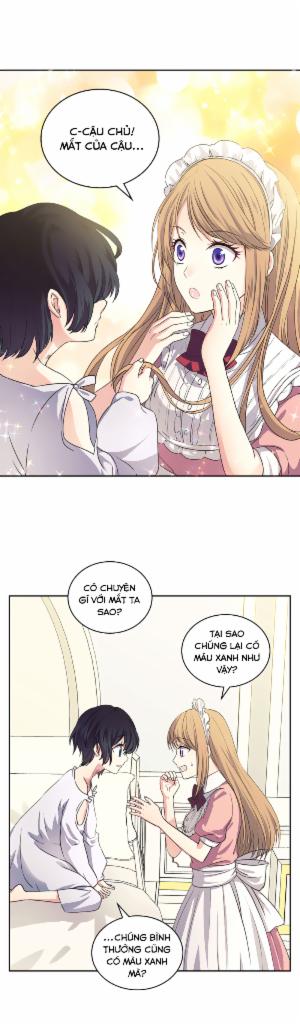 C-CẬU CHỦ!
MẮT CỦA CẬU...
CÓ CHUYỆN
GÌ VỚI MẮT TA
SAO?
TẠI SAO
CHÚNG LẠI CÓ
MÀU XANH NHƯ
VẬY?
...CHÚNG BÌNH
THƯỜNG CŨNG
CÓ MÀU XANH
MÀ?